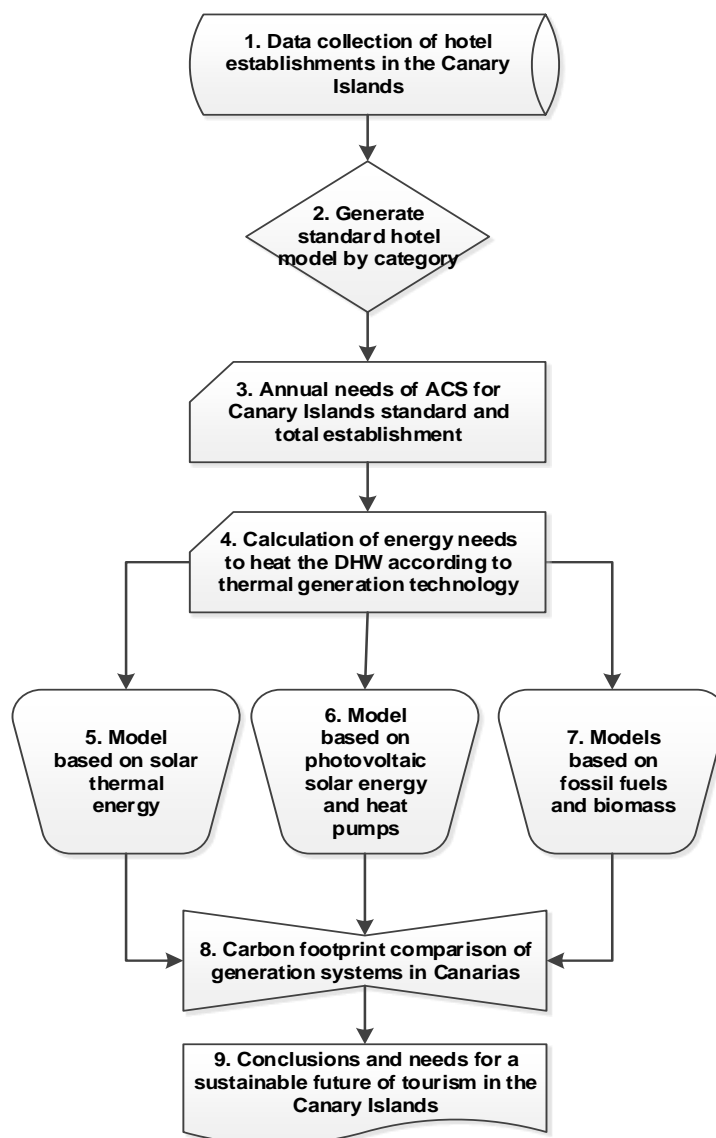 1. Data collection of hotel
establishments in the Canary
Islands
2. Generate
standard hotel
model by category
3. Annual needs of ACS for
Canary Islands standard and
total establishment
4. Calculation of energy needs
to heat the DHW according to
thermal generation technology
5. Model
based on solar
thermal
energy
6. Model
based on
photovoltaic
solar energy
and heat
pumps
7. Models
based on
fossil fuels
and biomass
8. Carbon footprint comparison of
generation systems in Canarias
9. Conclusions and needs for a
sustainable future of tourism in the
Canary Islands